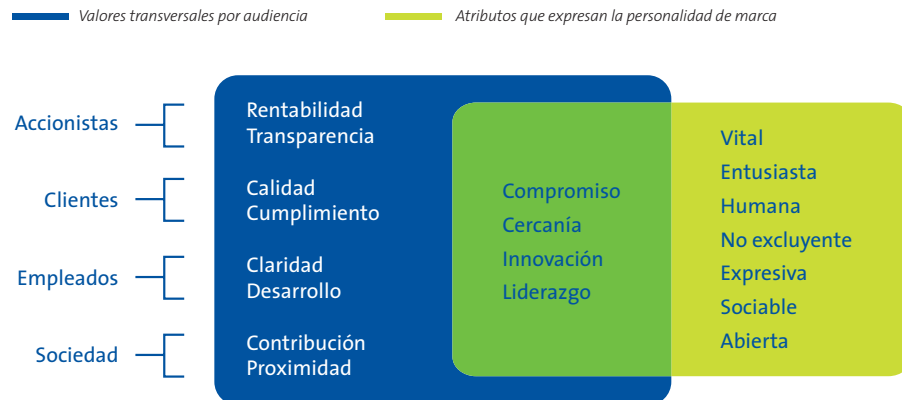 Valores transversales por audiencia
Atributos que expresan la personalidad de marca
Accionistas
Rentabilidad
Transparencia
Clientes
Calidad
Cumplimiento
Empleados
Claridad
Desarrollo
Sociedad
Contribución
Proximidad
Compromiso
Cercanía
Innovación
Liderazgo
Vital
Entusiasta
Humana
No excluyente
Expresiva
Sociable
Abierta